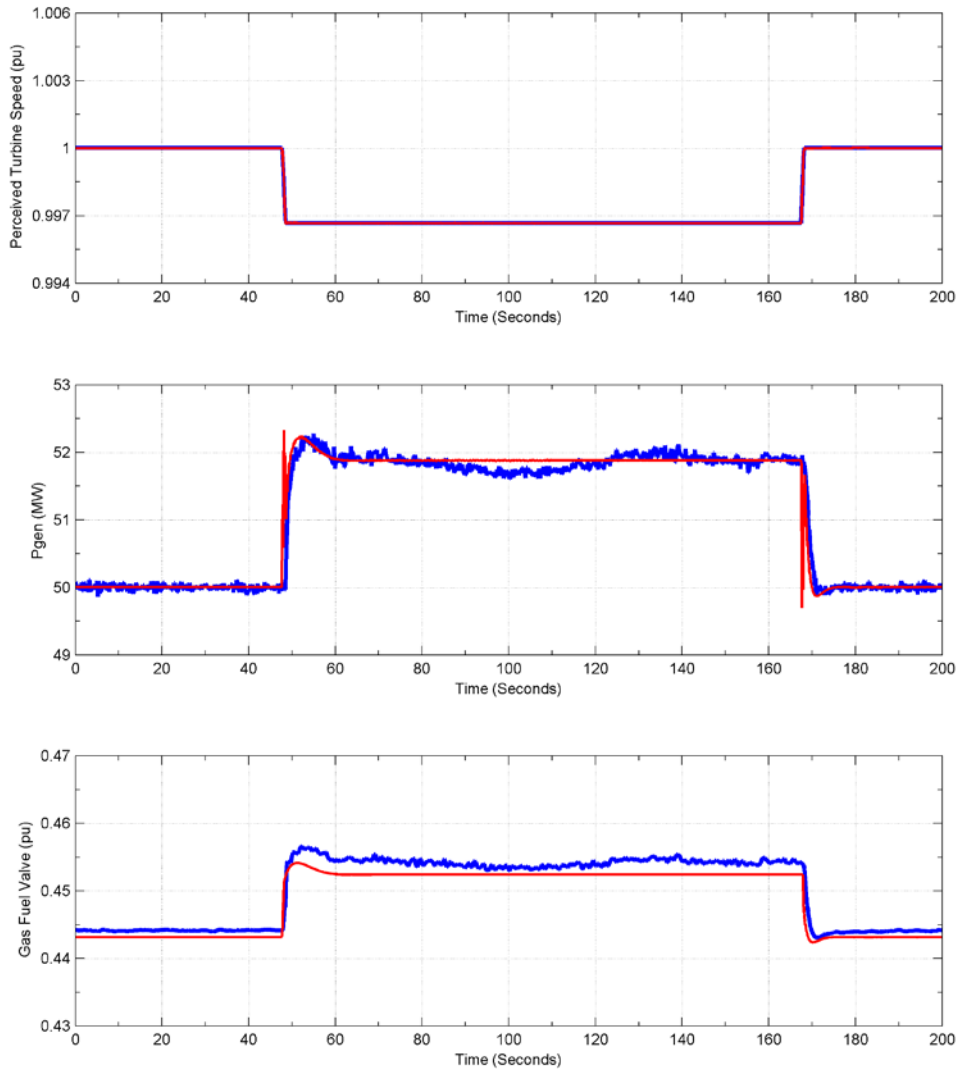 1.006
1.003
1
0.997
0.994
Perceived Turbine Speed (pu)
0 20 40 60 80 100 120 140 160 180 200
Time (Seconds)
53
52
51
50
49
Pgen (MW)
0 20 40 60 80 100 120 140 160 180 200
Time (Seconds)
0.47
0.46
0.45
0.44
0.43
Gas Fuel Valve (pu)
0 20 40 60 80 100 120 140 160 180 200
Time (Seconds)